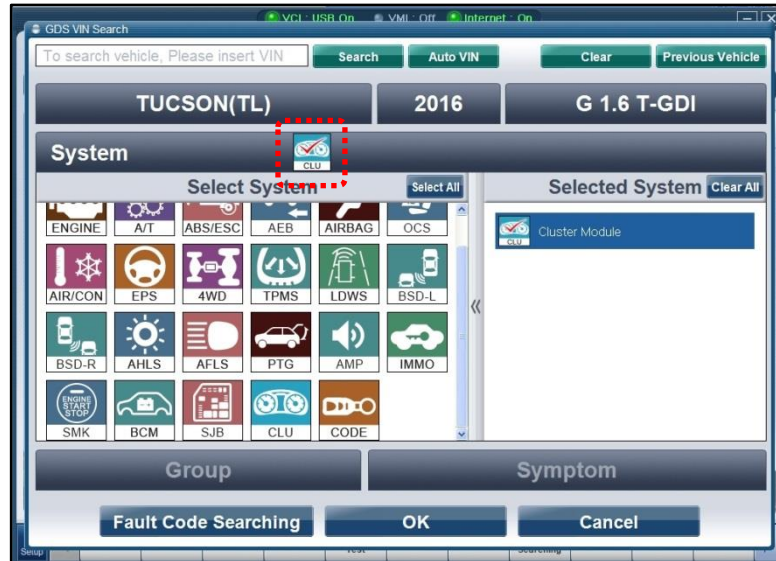 VCI : USB On VMI : Off Internet : On
GDS VIN Search
To search vehicle, Please insert VIN Search Auto VIN Clear Previous Vehicle
TUCSON(TL) 2016 G 1.6 T-GDI
System CLU
Select System Select All Selected System Clear All
ENGINE A/T ABS/ESC AEB AIRBAG OCS
CLU Cluster Module
AIR/CON EPS 4WD TPMS LDWS BSD-L
BSD-R AHLS AFLS PTG AMP IMMO
ENGINE START STOP
SMK BCM SJB CLU CODE
Group Symptom
Fault Code Searching OK Cancel
Setup Test Searching